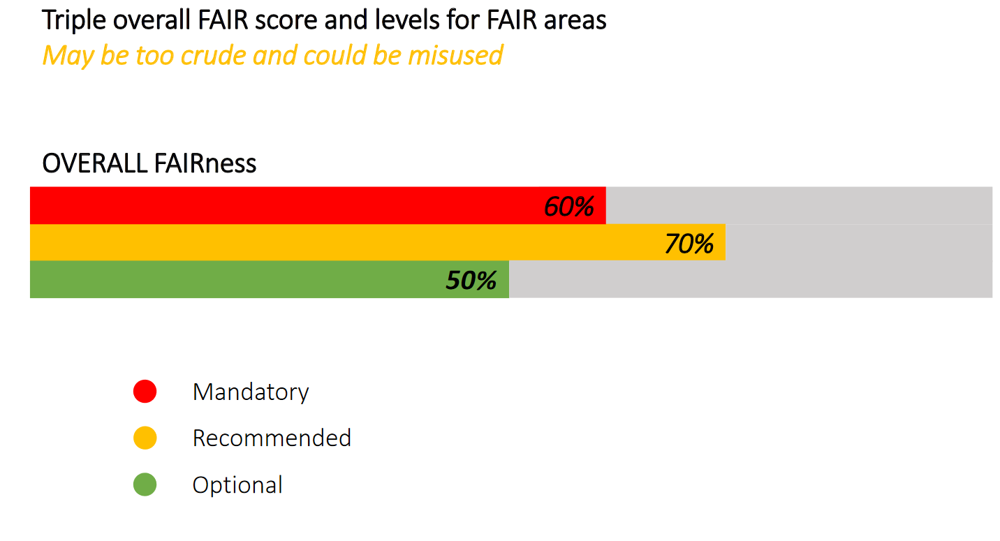 Triple overall FAIR score and levels for FAIR areas
May be too crude and could be misused
OVERALL FAIRness
60%
70%
50%
Mandatory
Recommended
Optional